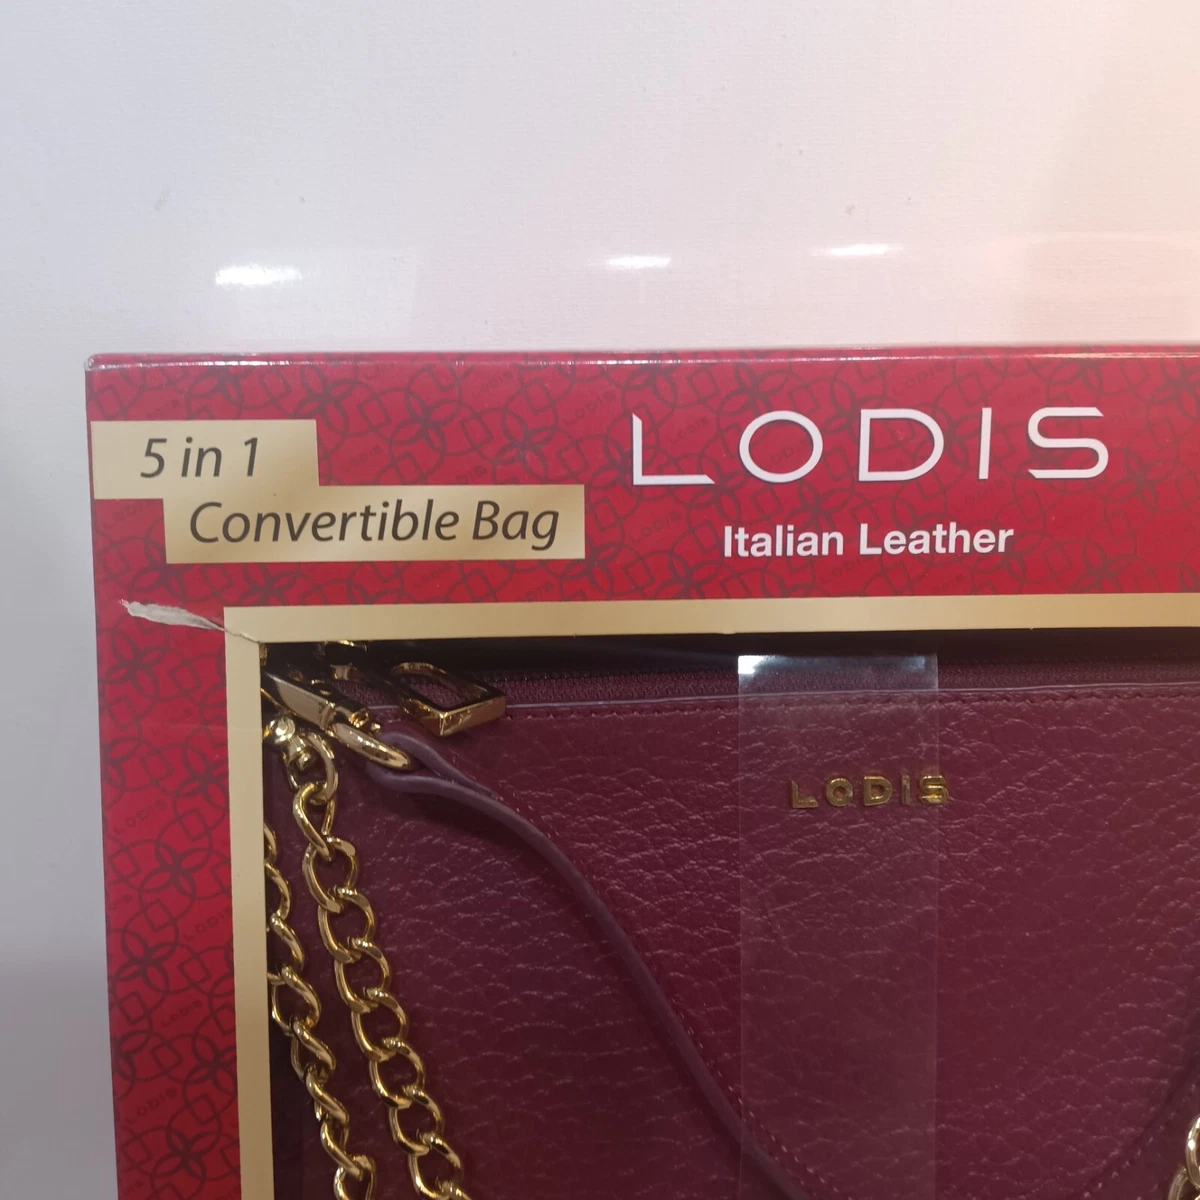 LODIS
5 in 1
Convertible Bag
Italian Leather
LODIS